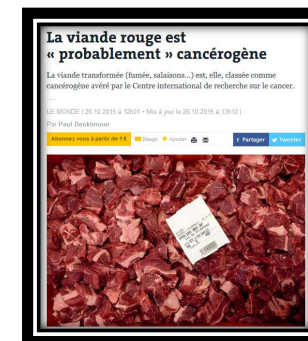 La viande rouge est
« probablement » cancérogène
La viande transformée (fumée, salaisons...) est, elle, classée comme
cancérogène avéré par le Centre international de recherche sur le cancer.
LE MONDE | 26.10.2015 à 12h01 • Mis à jour le 26.10.2015 à 13h12 |
Par Paul Benkimoun
Abonnez vous à partir de 1 € Réagir Ajouter
Partager Tweeter